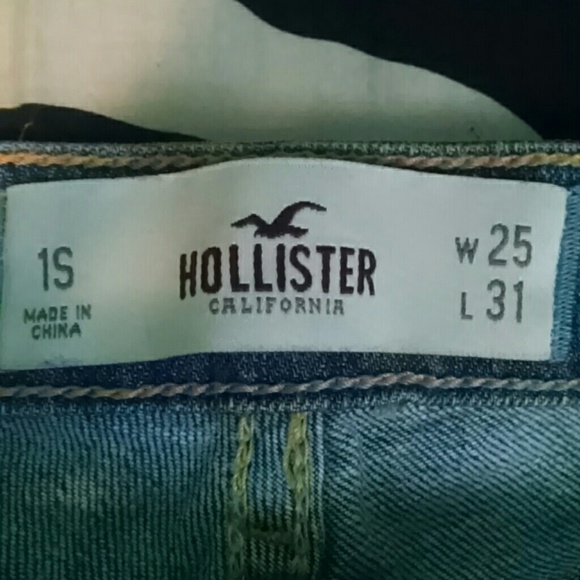 1S
MADE IN
CHINA
HOLLISTER
CALIFORNIA
W 25
L 31